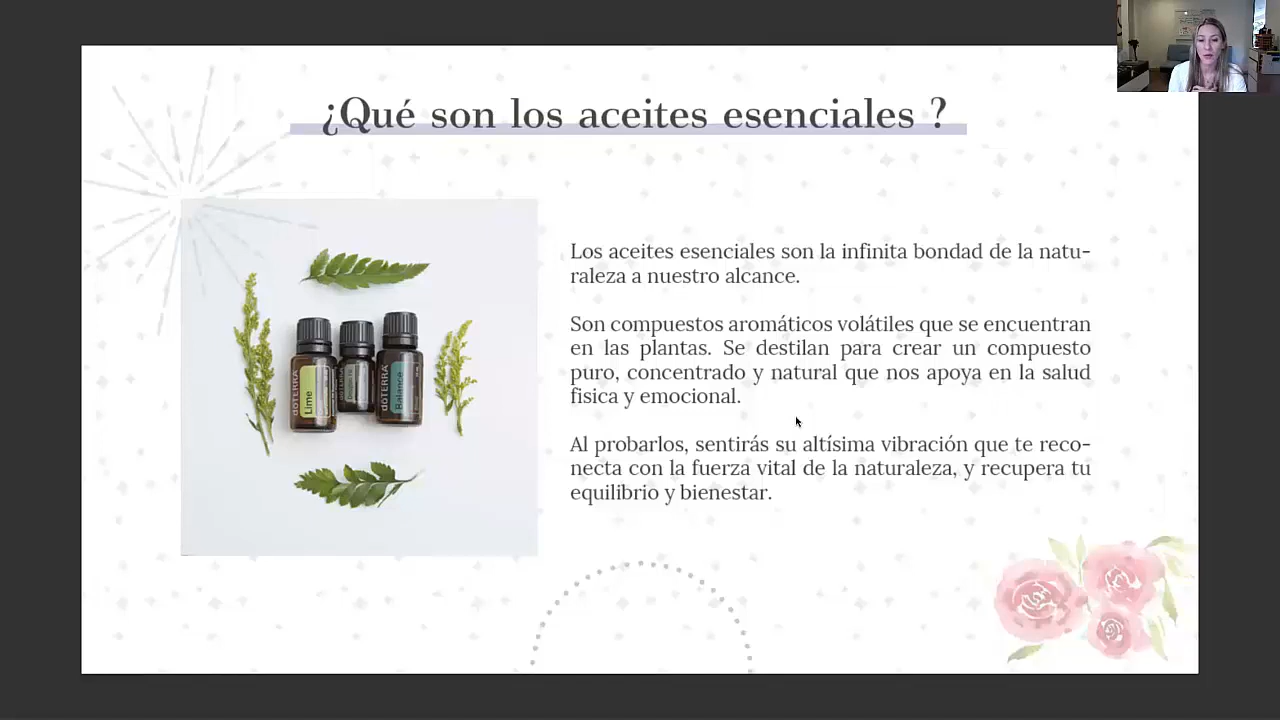 ¿Qué son los aceites esenciales ?
Los aceites esenciales son la infinita bondad de la natu-
raleza a nuestro alcance.
Son compuestos aromáticos volátiles que se encuentran
en las plantas. Se destilan para crear un compuesto
puro, concentrado y natural que nos apoya en la salud
fisica y emocional.
Al probarlos, sentirás su altísima vibración que te reco-
necta con la fuerza vital de la naturaleza, y recupera tu
equilibrio y bienestar.
dōTERRA
Lime
dōTERRA
dōTERRA
Balance